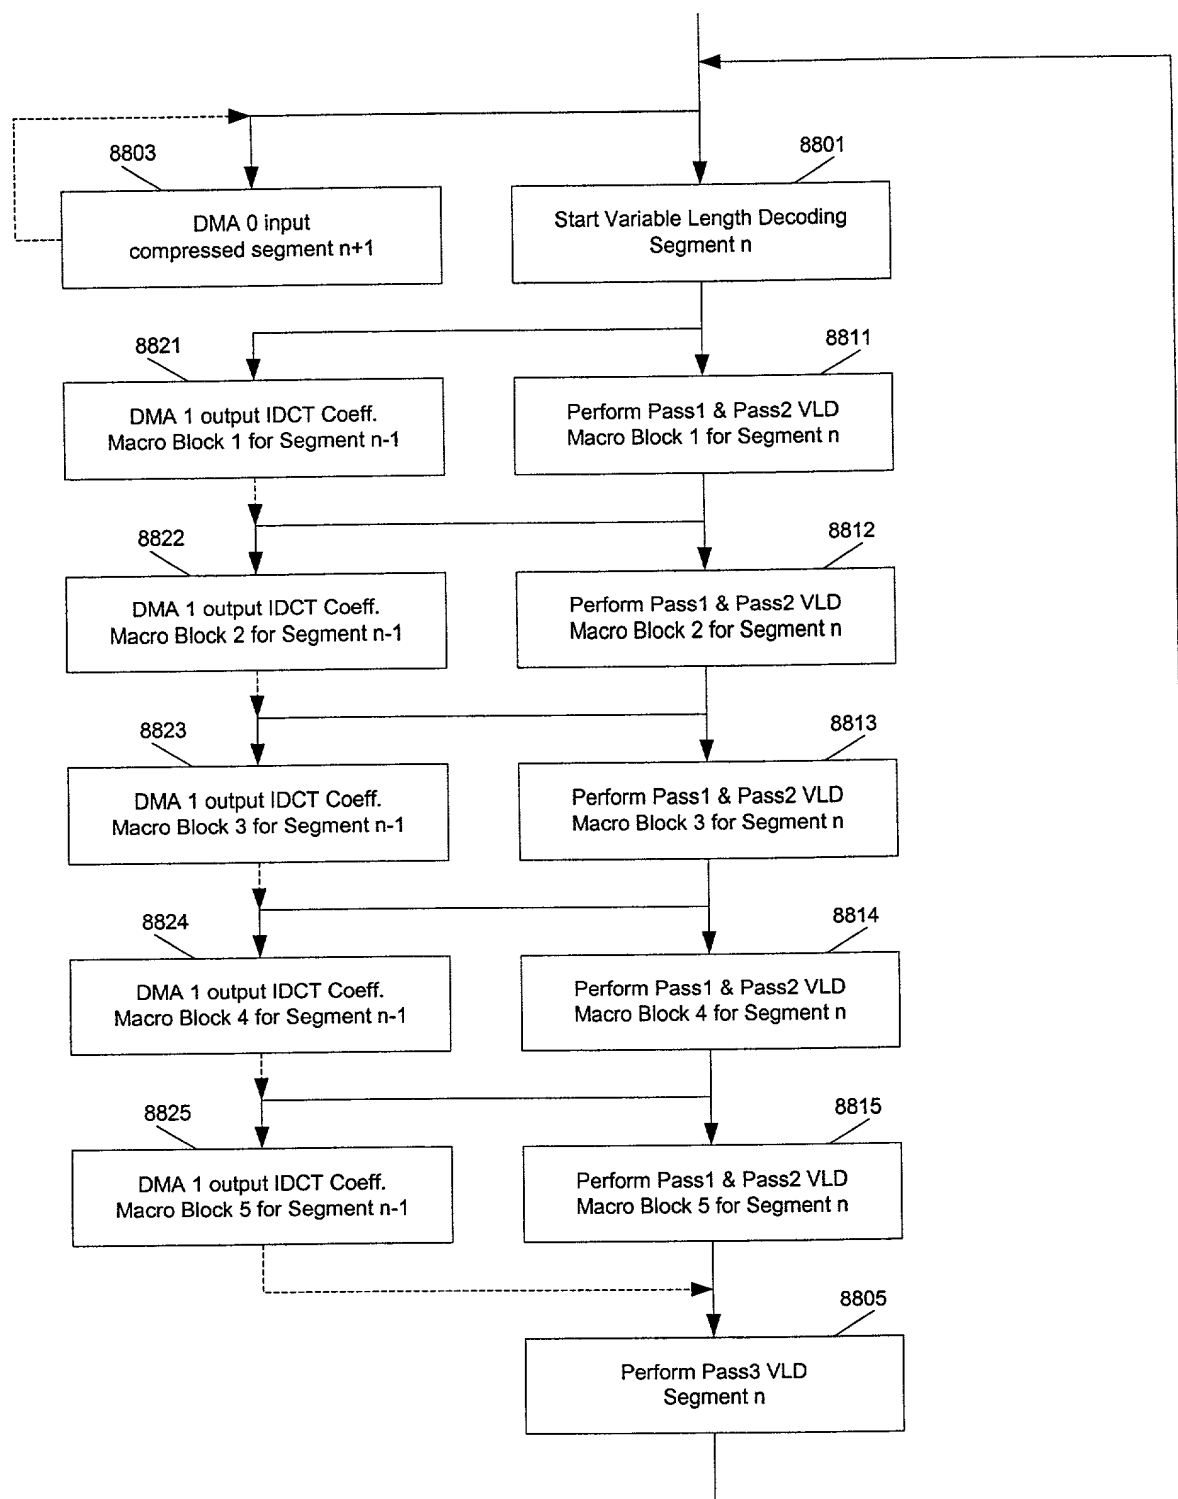 8803
DMA 0 input
compressed segment n+1
8801
Start Variable Length Decoding
Segment n
8821
DMA 1 output IDCT Coeff.
Macro Block 1 for Segment n-1
8811
Perform Pass1 & Pass2 VLD
Macro Block 1 for Segment n
8822
DMA 1 output IDCT Coeff.
Macro Block 2 for Segment n-1
8812
Perform Pass1 & Pass2 VLD
Macro Block 2 for Segment n
8823
DMA 1 output IDCT Coeff.
Macro Block 3 for Segment n-1
8813
Perform Pass1 & Pass2 VLD
Macro Block 3 for Segment n
8824
DMA 1 output IDCT Coeff.
Macro Block 4 for Segment n-1
8814
Perform Pass1 & Pass2 VLD
Macro Block 4 for Segment n
8825
DMA 1 output IDCT Coeff.
Macro Block 5 for Segment n-1
8815
Perform Pass1 & Pass2 VLD
Macro Block 5 for Segment n
8805
Perform Pass3 VLD
Segment n